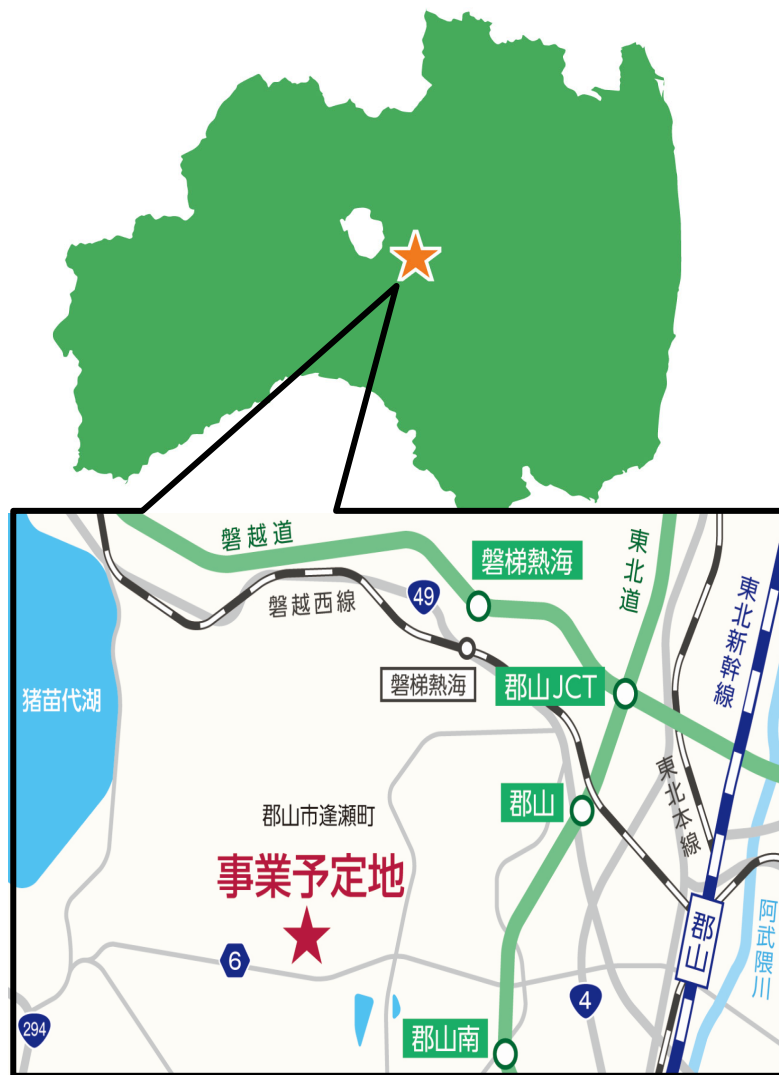 磐越道
磐梯熱海
東北道
49
磐越西線
東北新幹線
磐梯熱海
郡山JCT
猪苗代湖
郡山
東北本線
郡山市逢瀬町
事業予定地
阿武隈川
郡山
6
4
294
郡山南